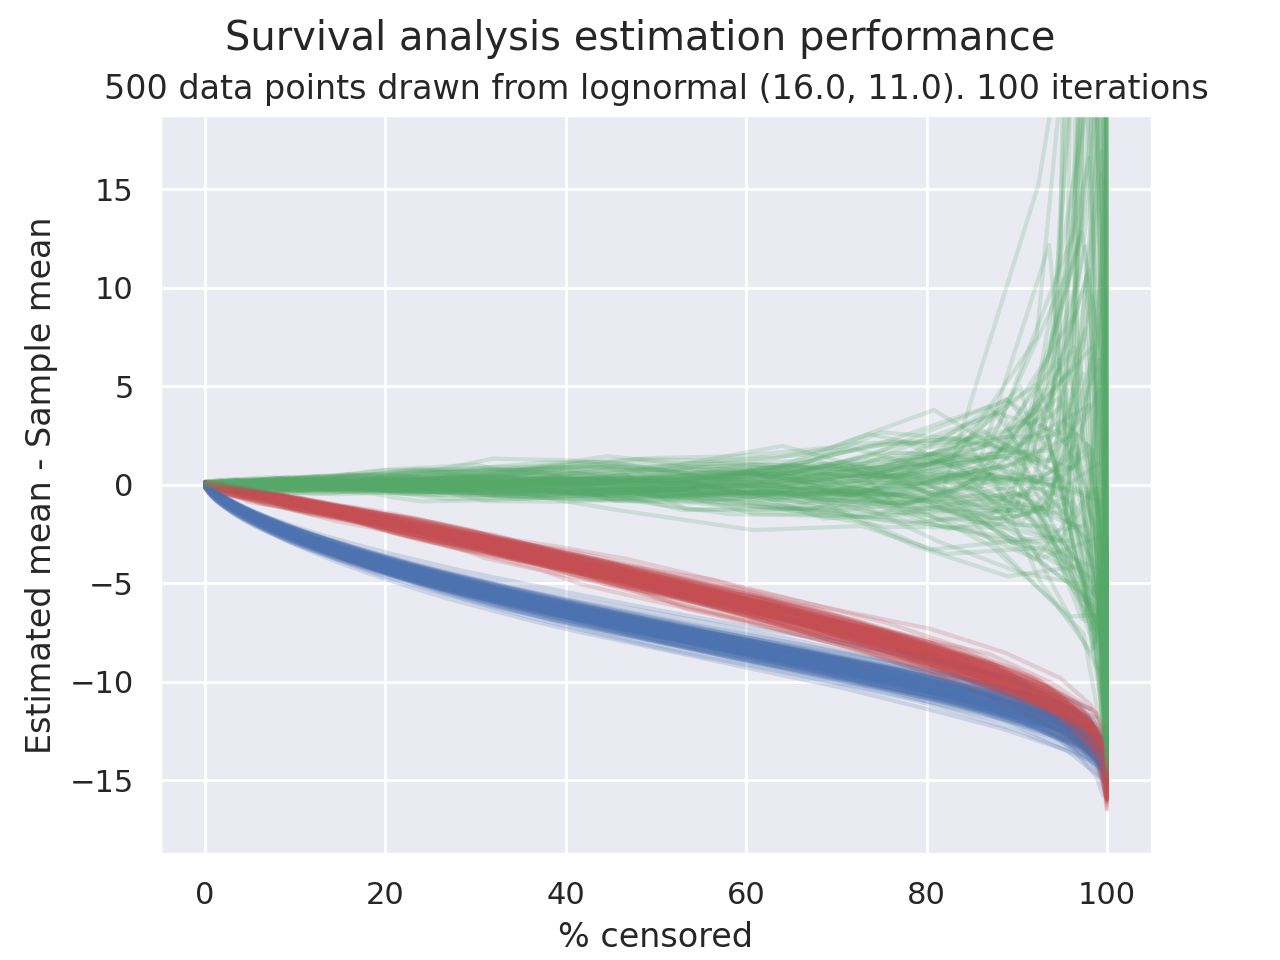 Survival analysis estimation performance
500 data points drawn from lognormal (16.0, 11.0). 100 iterations
Estimated mean - Sample mean
15
10
5
0
−5
−10
−15
0 20 40 60 80 100
% censored